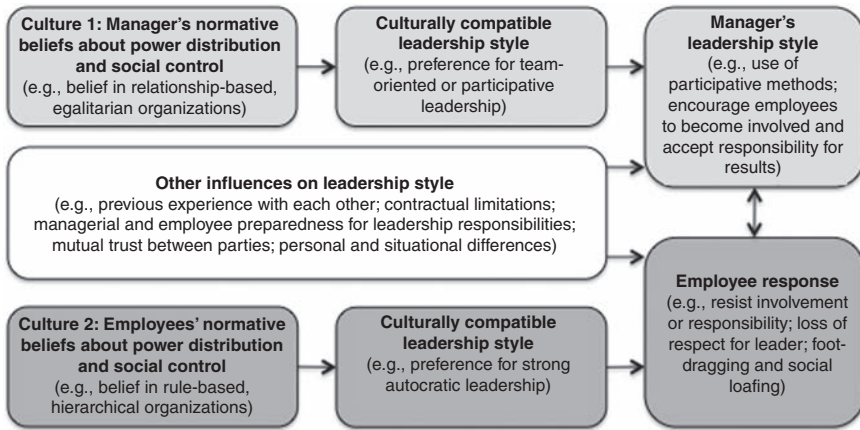 Culture 1: Manager's normative
beliefs about power distribution
and social control
(e.g., belief in relationship-based,
egalitarian organizations)
Culturally compatible
leadership style
(e.g., preference for team-
oriented or participative
leadership)
Manager's
leadership style
(e.g., use of
participative methods;
encourage employees
to become involved and
accept responsibility for
results)
Other influences on leadership style
(e.g., previous experience with each other; contractual limitations;
managerial and employee preparedness for leadership responsibilities;
mutual trust between parties; personal and situational differences)
Culture 2: Employees' normative
beliefs about power distribution
and social control
(e.g., belief in rule-based,
hierarchical organizations)
Culturally compatible
leadership style
(e.g., preference for strong
autocratic leadership)
Employee response
(e.g., resist involvement
or responsibility; loss of
respect for leader; foot-
dragging and social
loafing)